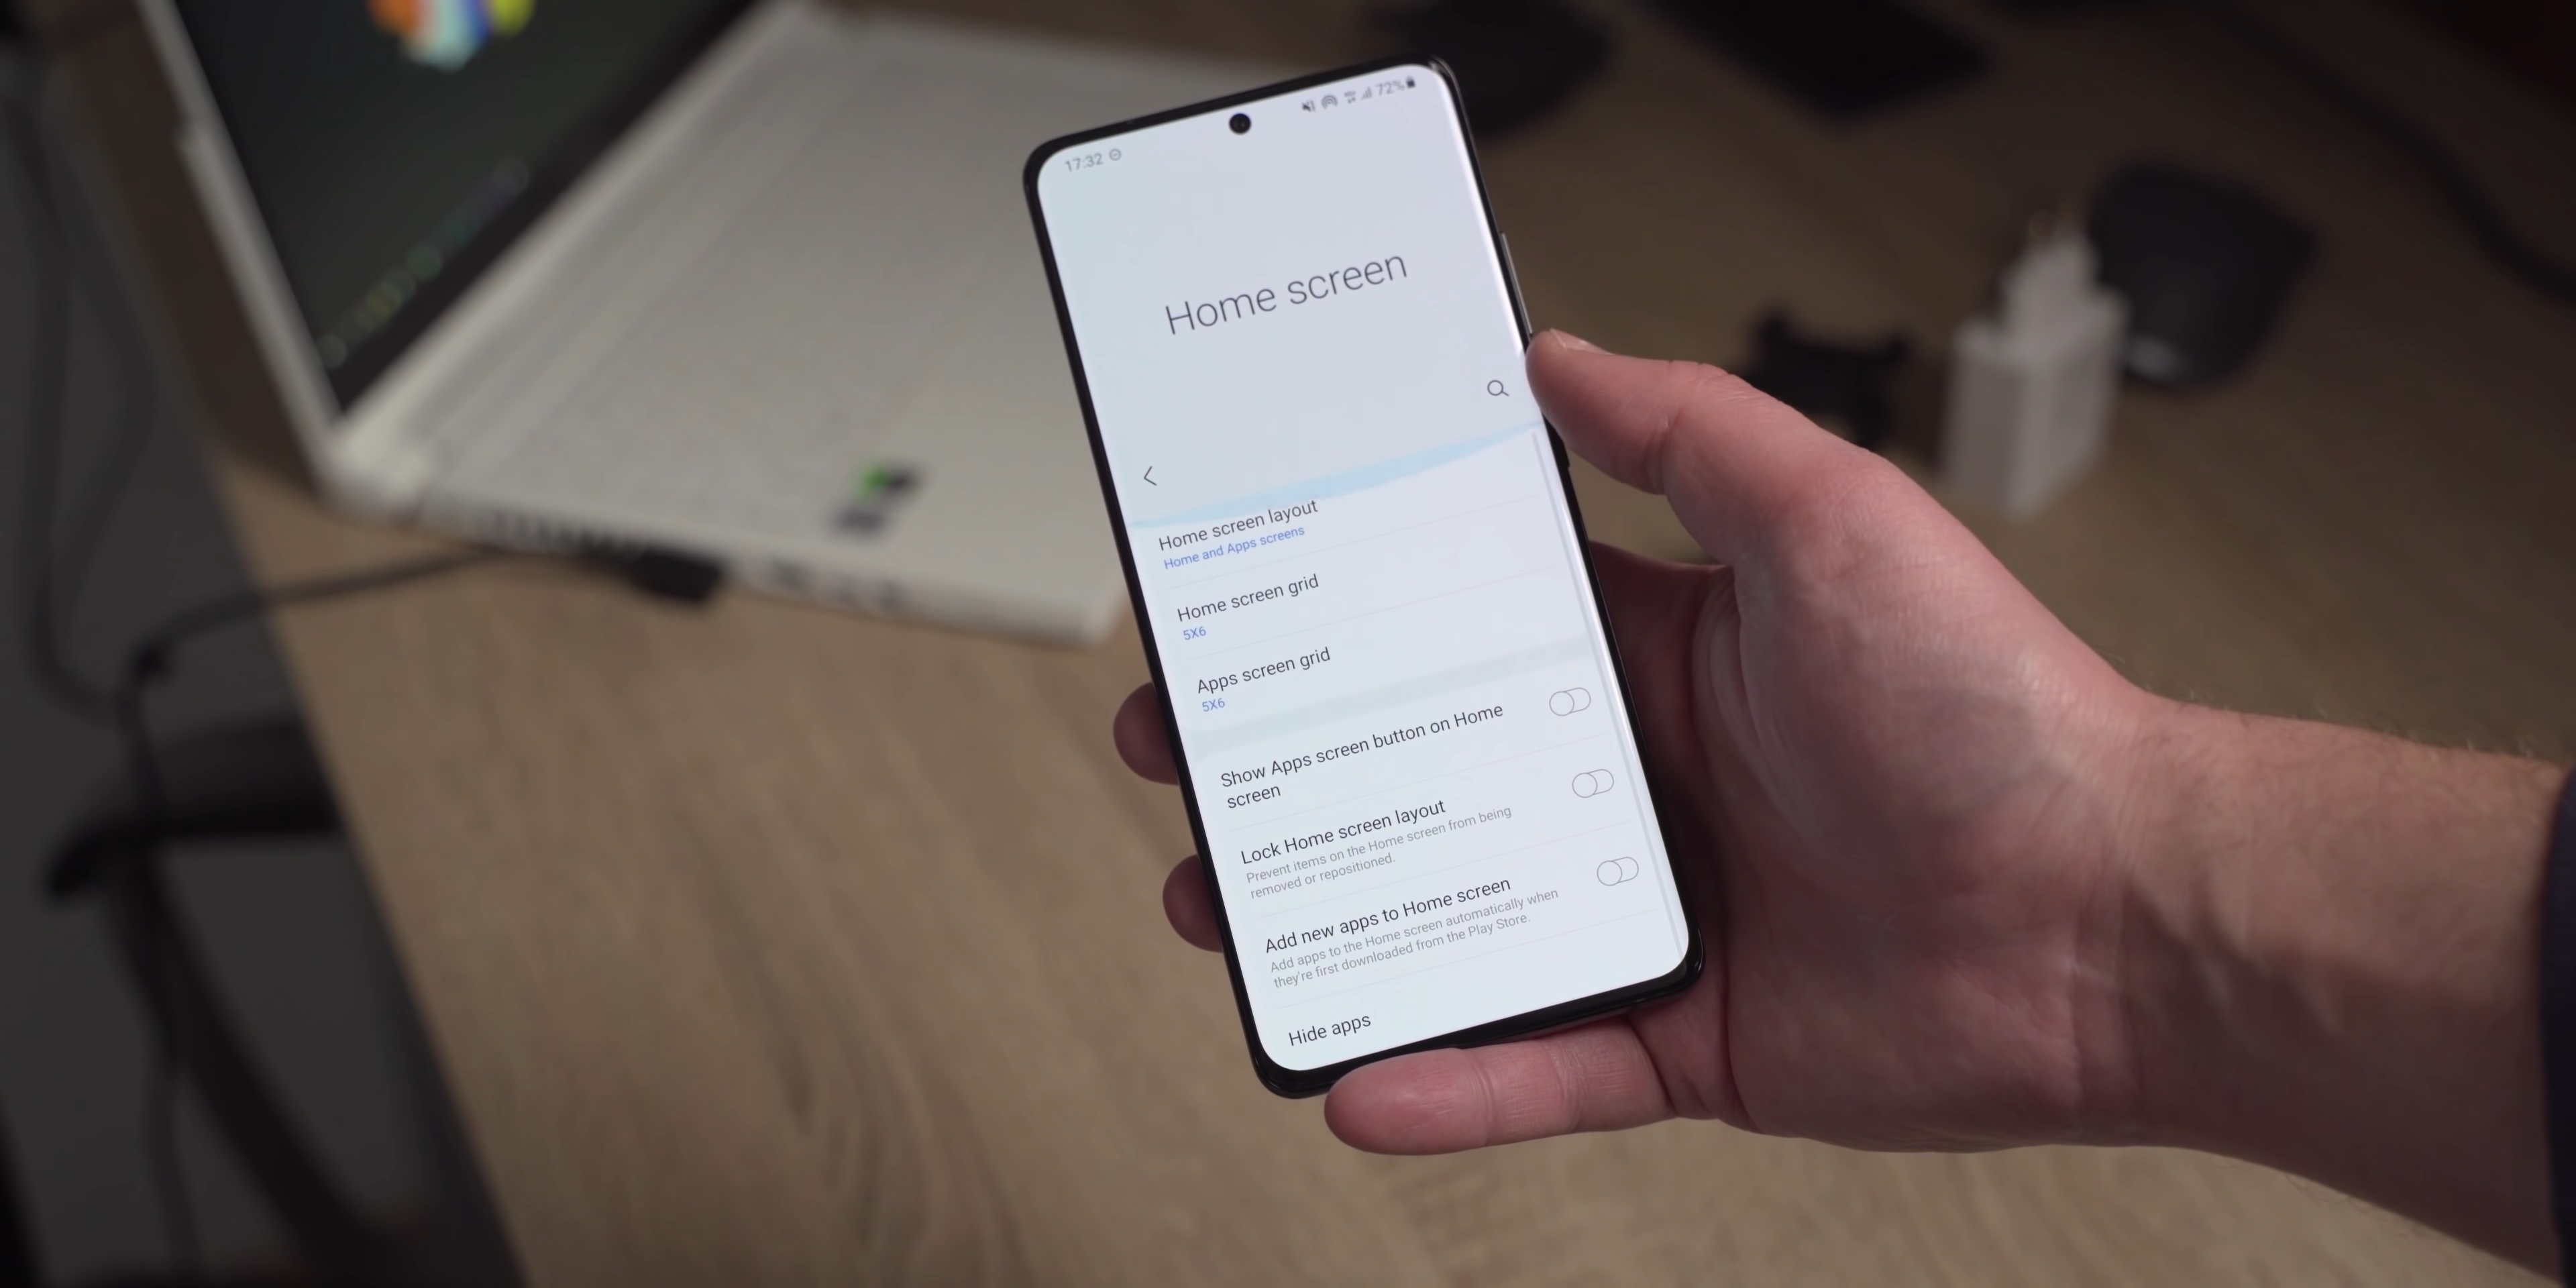 17:32
72%
Home screen
Home screen layout
Home and Apps screens
Home screen grid
5X6
Apps screen grid
5X6
Show Apps screen button on Home
screen
Lock Home screen layout
Prevent items on the Home screen from being
removed or repositioned.
Add new apps to Home screen
Add apps to the Home screen automatically when
they're first downloaded from the Play Store.
Hide apps